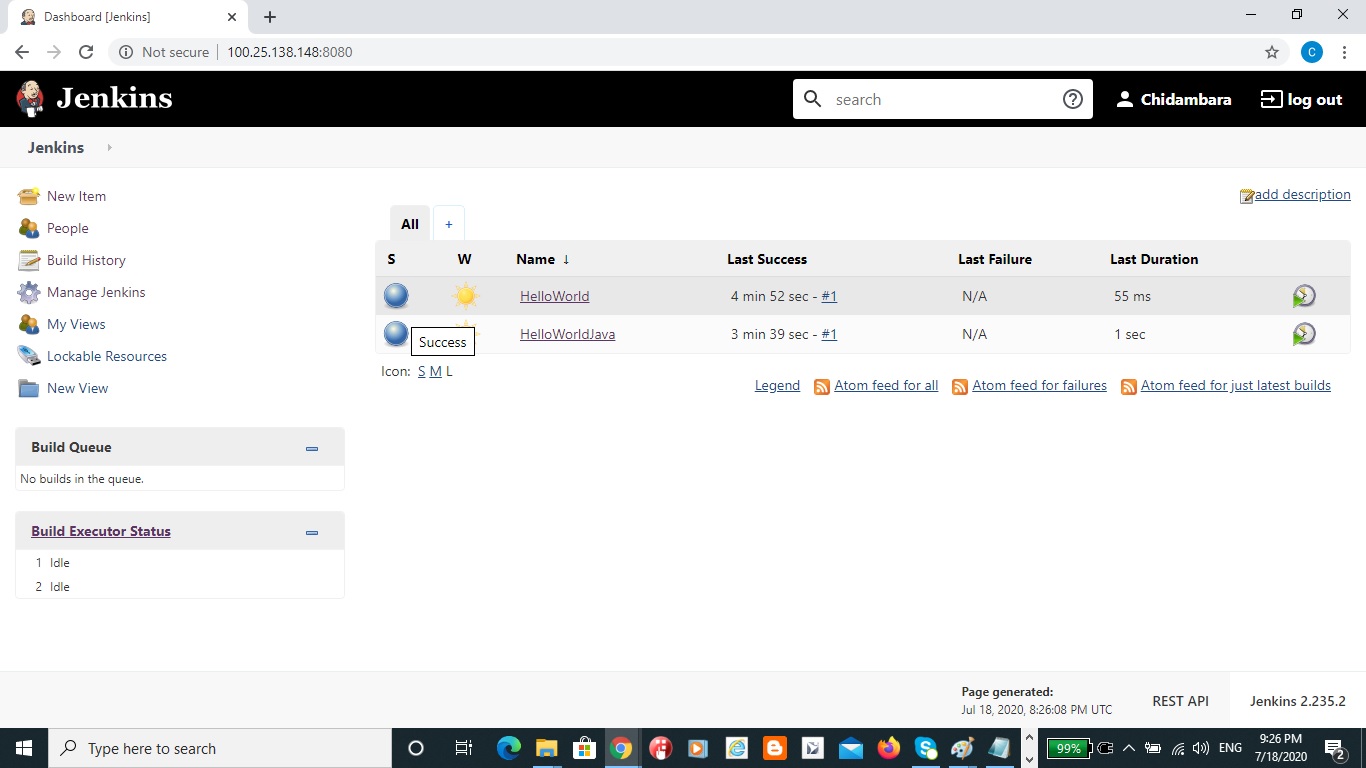 Dashboard [Jenkins]
Not secure 100.25.138.148:8080
C
Jenkins
search
Chidambara
log out
Jenkins
New Item
People
Build History
Manage Jenkins
My Views
Lockable Resources
New View
Build Queue
No builds in the queue.
Build Executor Status
1 Idle
2 Idle
add description
All +
S W Name ↓ Last Success Last Failure Last Duration
HelloWorld 4 min 52 sec - #1 N/A 55 ms
HelloWorldJava 3 min 39 sec - #1 N/A 1 sec
Success
Icon: S M L
Legend Atom feed for all Atom feed for failures Atom feed for just latest builds
Page generated:
Jul 18, 2020, 8:26:08 PM UTC
REST API
Jenkins 2.235.2
Type here to search
99%
ENG
9:26 PM
7/18/2020
2